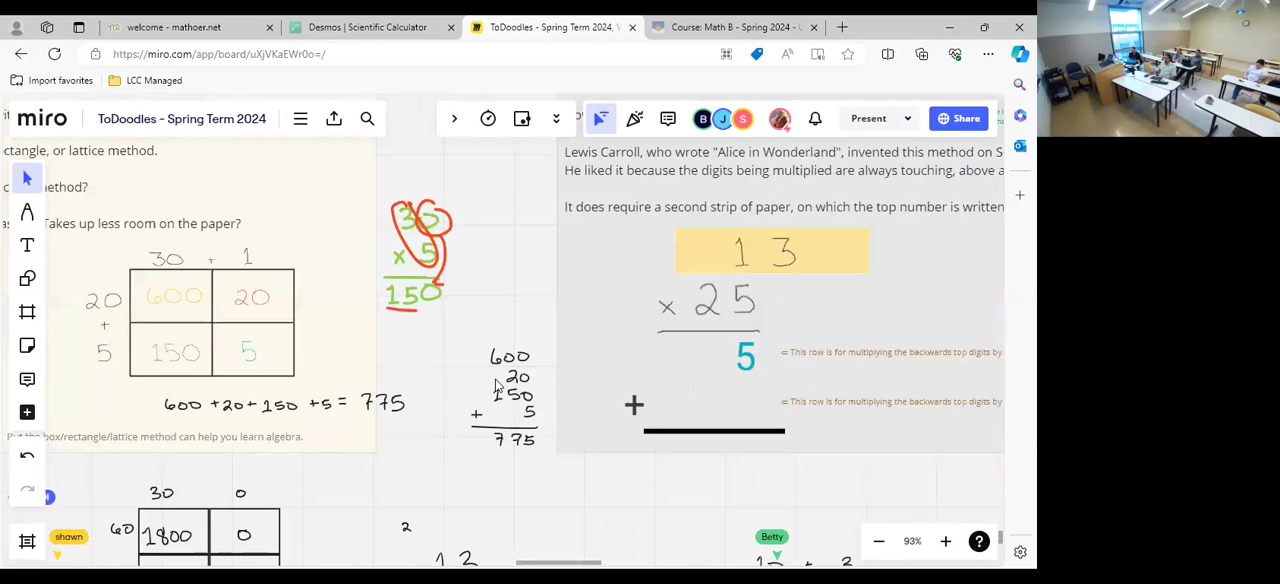 welcome - mathoer.net
Desmos | Scientific Calculator
ToDoodles - Spring Term 2024, V
Course: Math B - Spring 2024 - L
https://miro.com/app/board/uXjVKaEWr0o=/
Import favorites
LCC Managed
miro
ToDoodles - Spring Term 2024
B
J
S
Present
Share
ectangle, or lattice method.
method?
Takes up less room on the paper?
30 + 1
20 600 20
+
5 150 5
600 +20+150 +5= 775
Put the box/rectangle/lattice method can help you learn algebra.
30
x 5
150
600
20
150
+ 5
775
Lewis Carroll, who wrote "Alice in Wonderland", invented this method on S
He liked it because the digits being multiplied are always touching, above a
It does require a second strip of paper, on which the top number is written
1 3
x 2 5
5
⇐ This row is for multiplying the backwards top digits by
+
⇐ This row is for multiplying the backwards top digits by
30 0
60 1800 0
shawn
2
12
Betty
93%